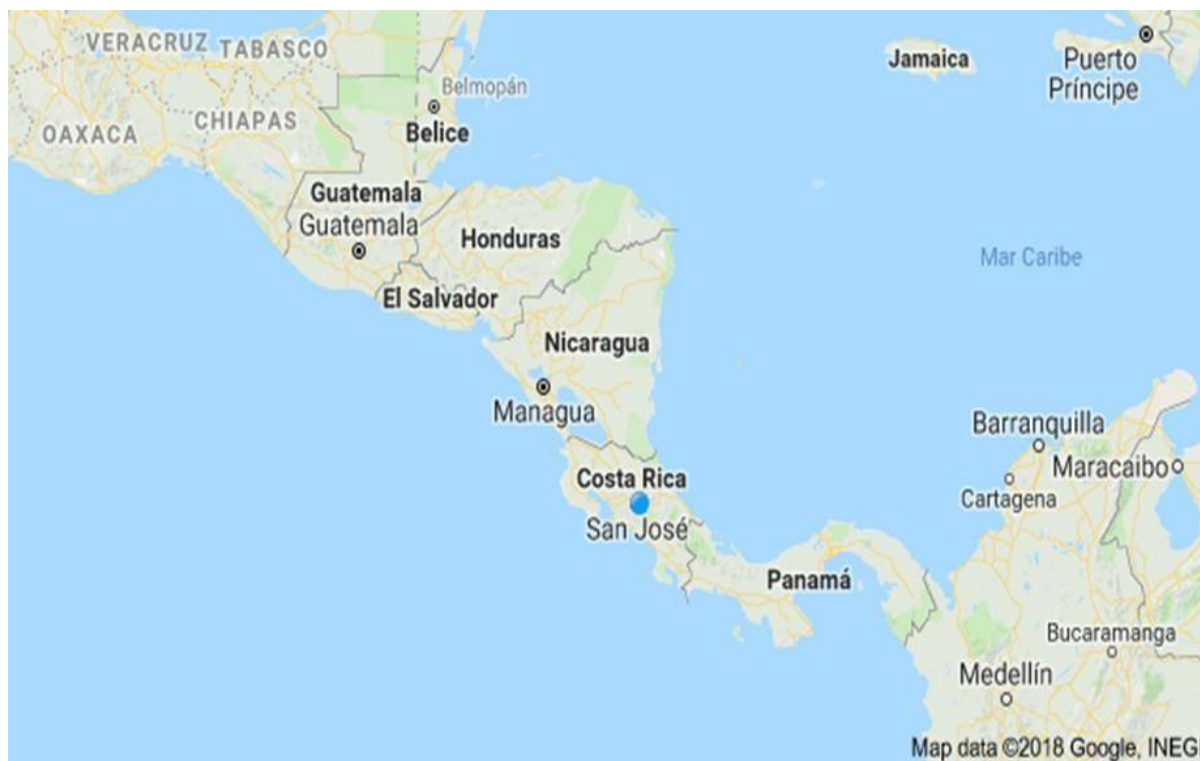 VERACRUZ
TABASCO
Jamaica
Puerto
Príncipe
Belmopán
OAXACA
CHIAPAS
Belice
Guatemala
Guatemala
Honduras
Mar Caribe
El Salvador
Nicaragua
Managua
Barranquilla
Maracaibo
Costa Rica
Cartagena
San José
Panamá
Bucaramanga
Medellín
Map data ©2018 Google, INEGI